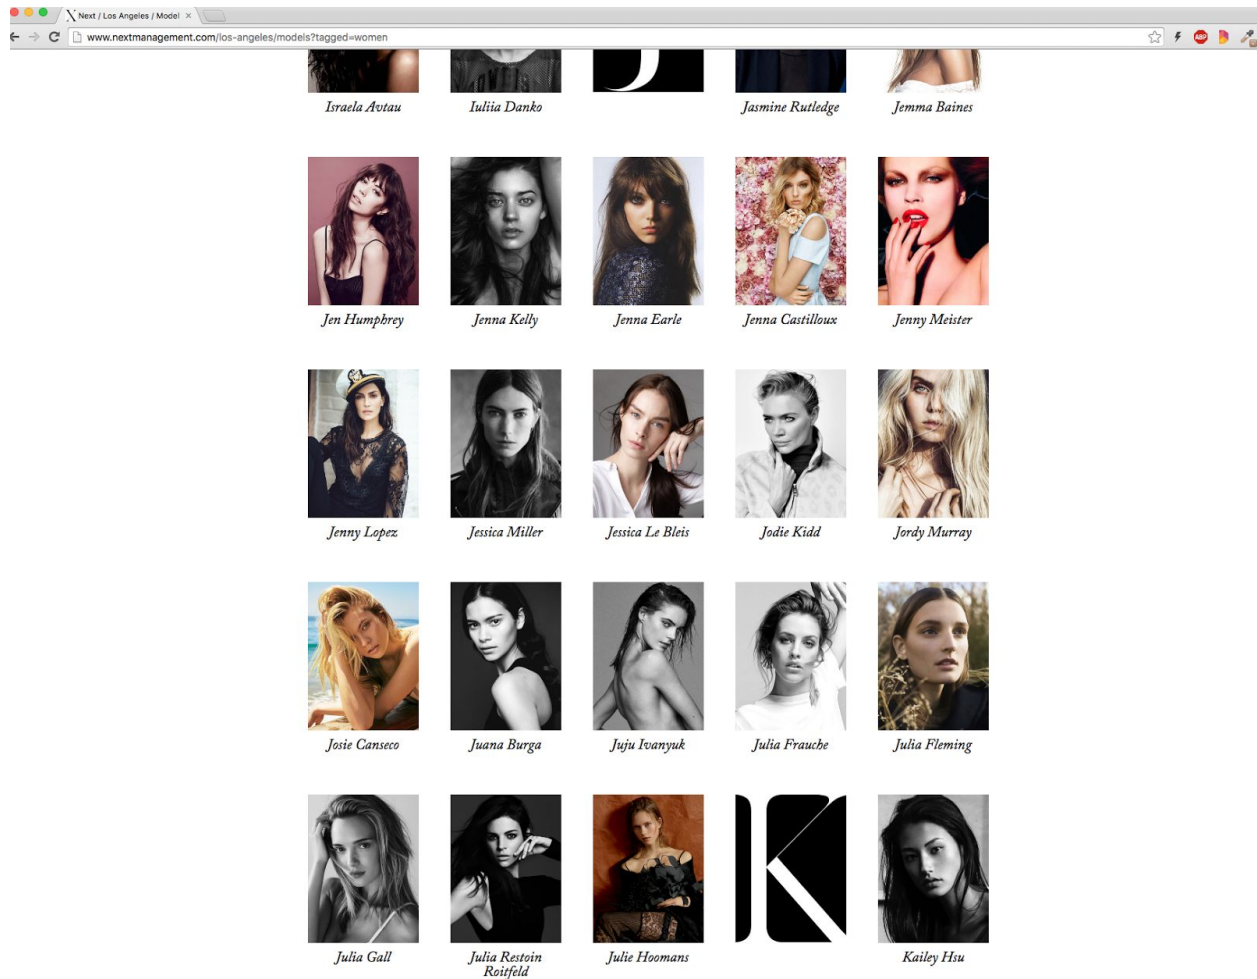 Next / Los Angeles / Model
www.nextmanagement.com/los-angeles/models?tagged=women
ABP
J
Israela Avtau
Iuliia Danko
Jasmine Rutledge
Jemma Baines
Jen Humphrey
Jenna Kelly
Jenna Earle
Jenna Castilloux
Jenny Meister
Jenny Lopez
Jessica Miller
Jessica Le Bleis
Jodie Kidd
Jordy Murray
Josie Canseco
Juana Burga
Juju Ivanyuk
Julia Frauche
Julia Fleming
K
Julia Gall
Julia Restoin
Roitfeld
Julie Hoomans
Kailey Hsu